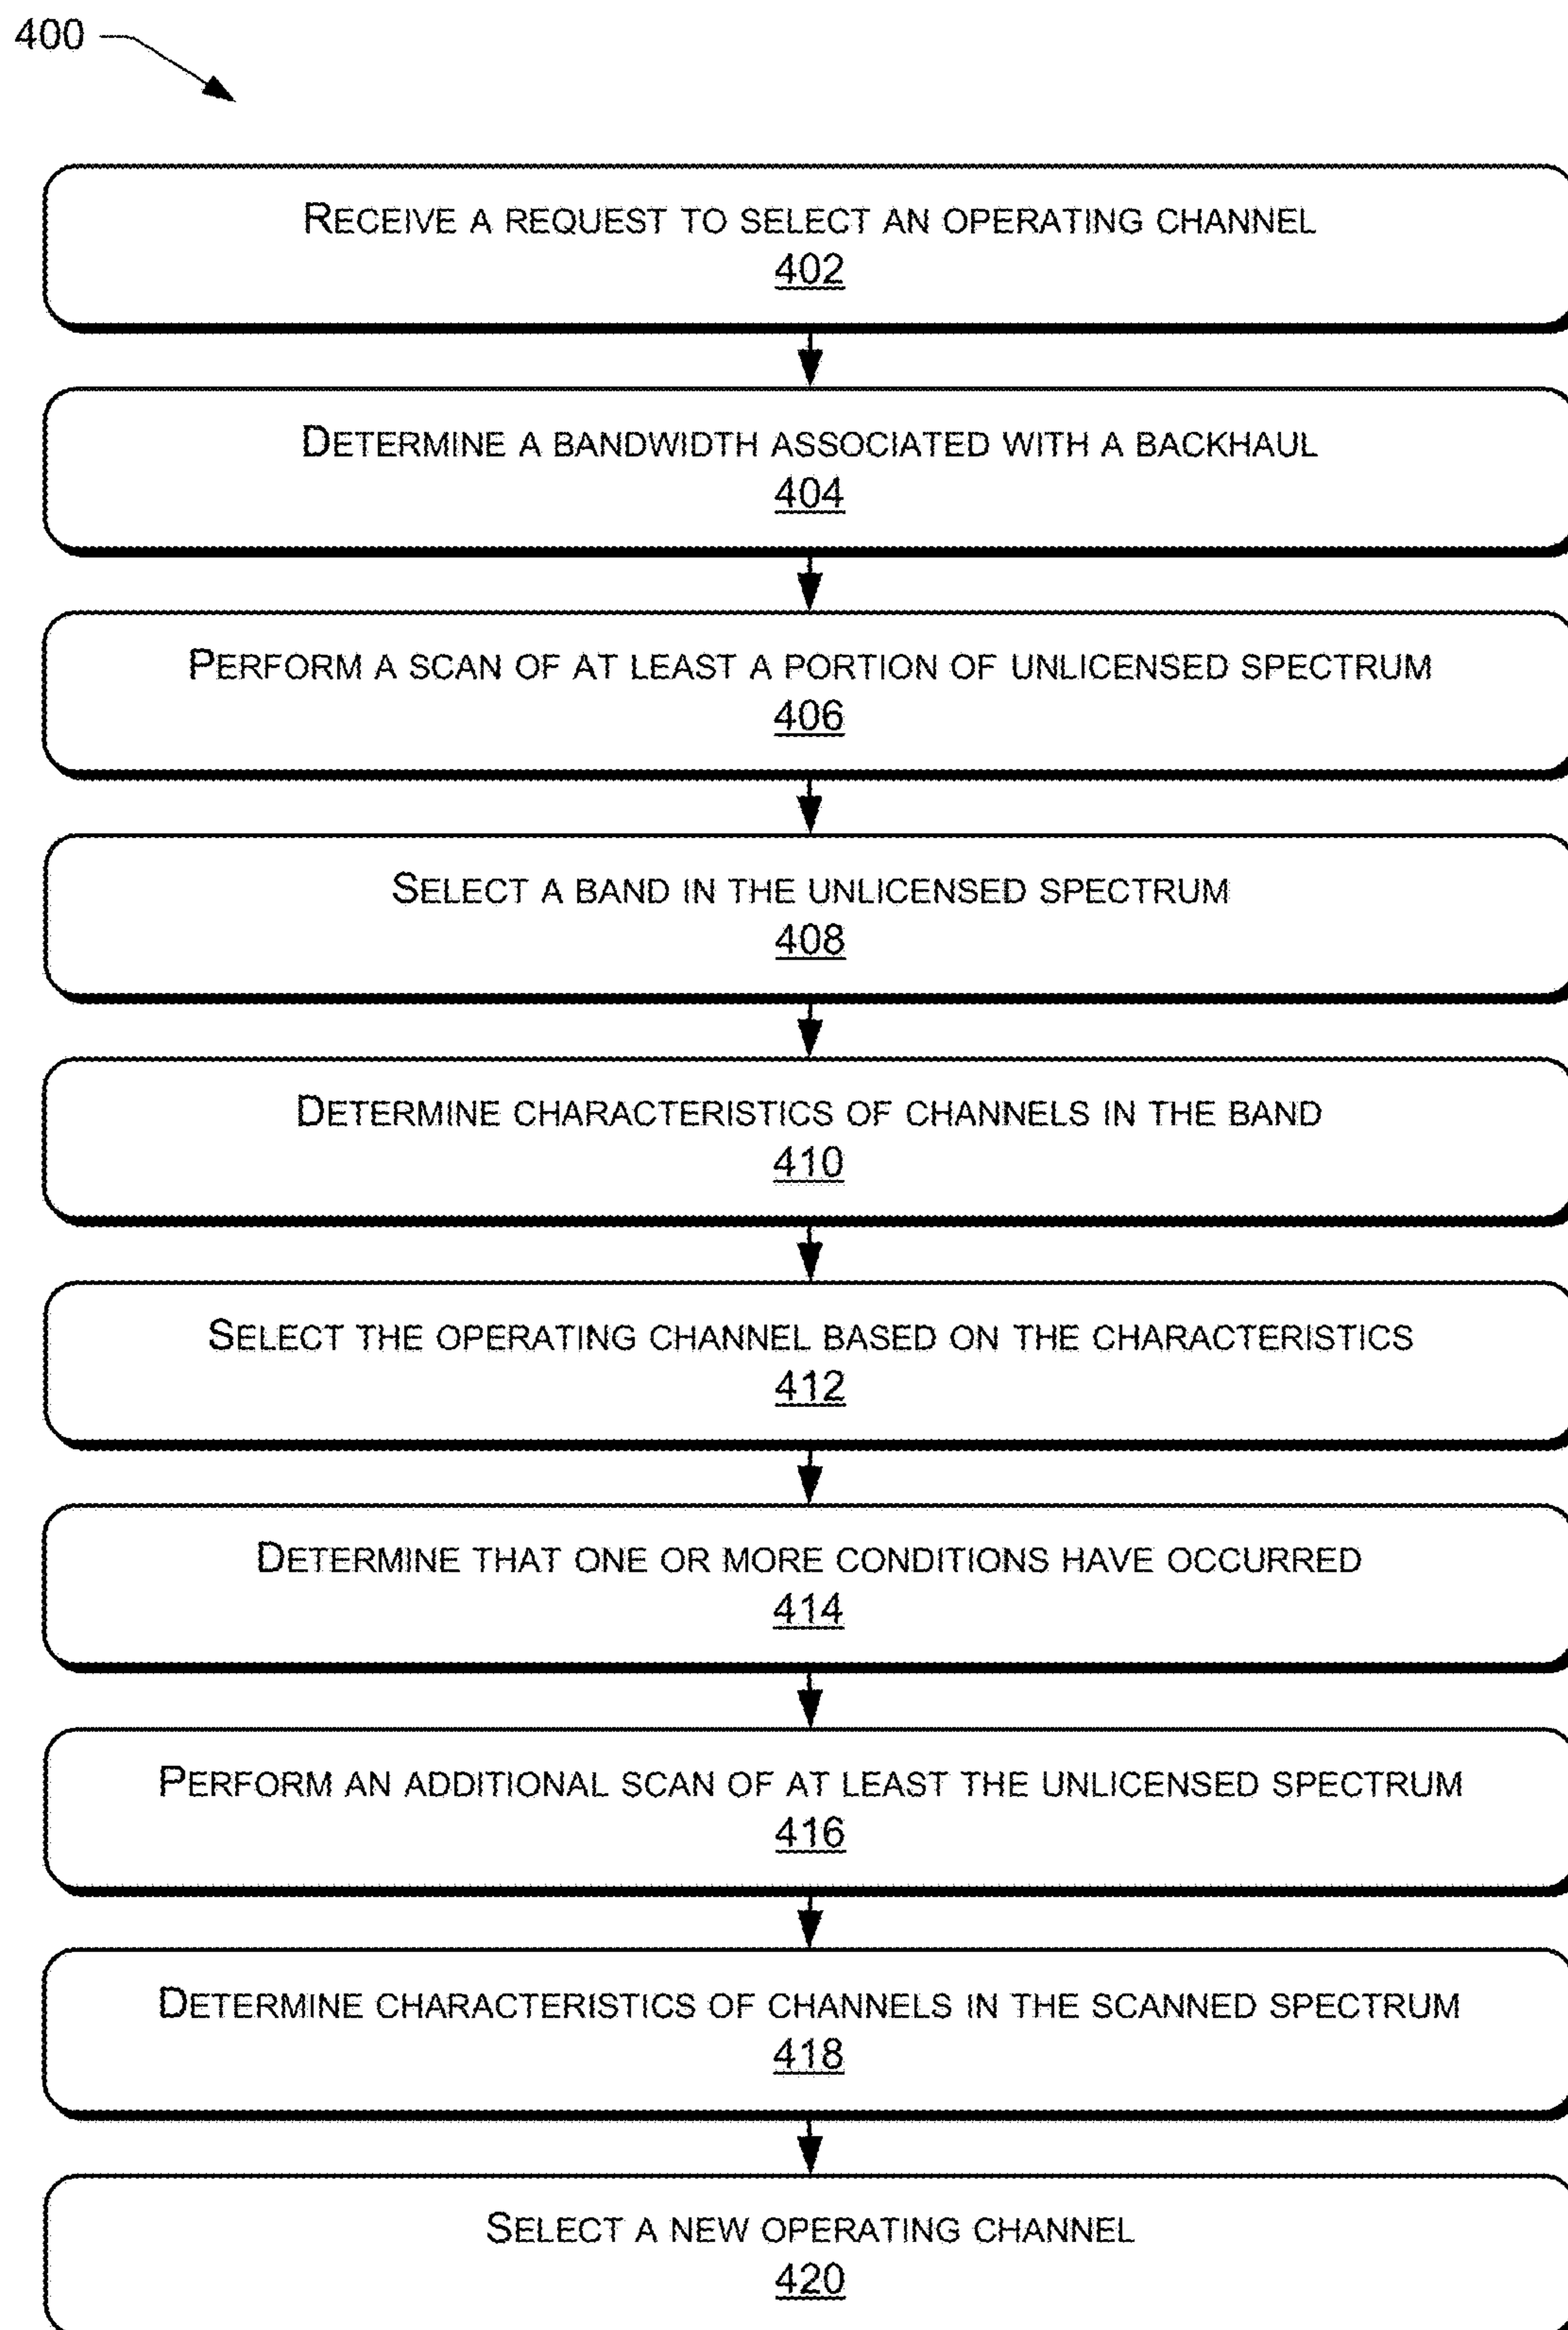 400
RECEIVE A REQUEST TO SELECT AN OPERATING CHANNEL
402
DETERMINE A BANDWIDTH ASSOCIATED WITH A BACKHAUL
404
PERFORM A SCAN OF AT LEAST A PORTION OF UNLICENSED SPECTRUM
406
SELECT A BAND IN THE UNLICENSED SPECTRUM
408
DETERMINE CHARACTERISTICS OF CHANNELS IN THE BAND
410
SELECT THE OPERATING CHANNEL BASED ON THE CHARACTERISTICS
412
DETERMINE THAT ONE OR MORE CONDITIONS HAVE OCCURRED
414
PERFORM AN ADDITIONAL SCAN OF AT LEAST THE UNLICENSED SPECTRUM
416
DETERMINE CHARACTERISTICS OF CHANNELS IN THE SCANNED SPECTRUM
418
SELECT A NEW OPERATING CHANNEL
420